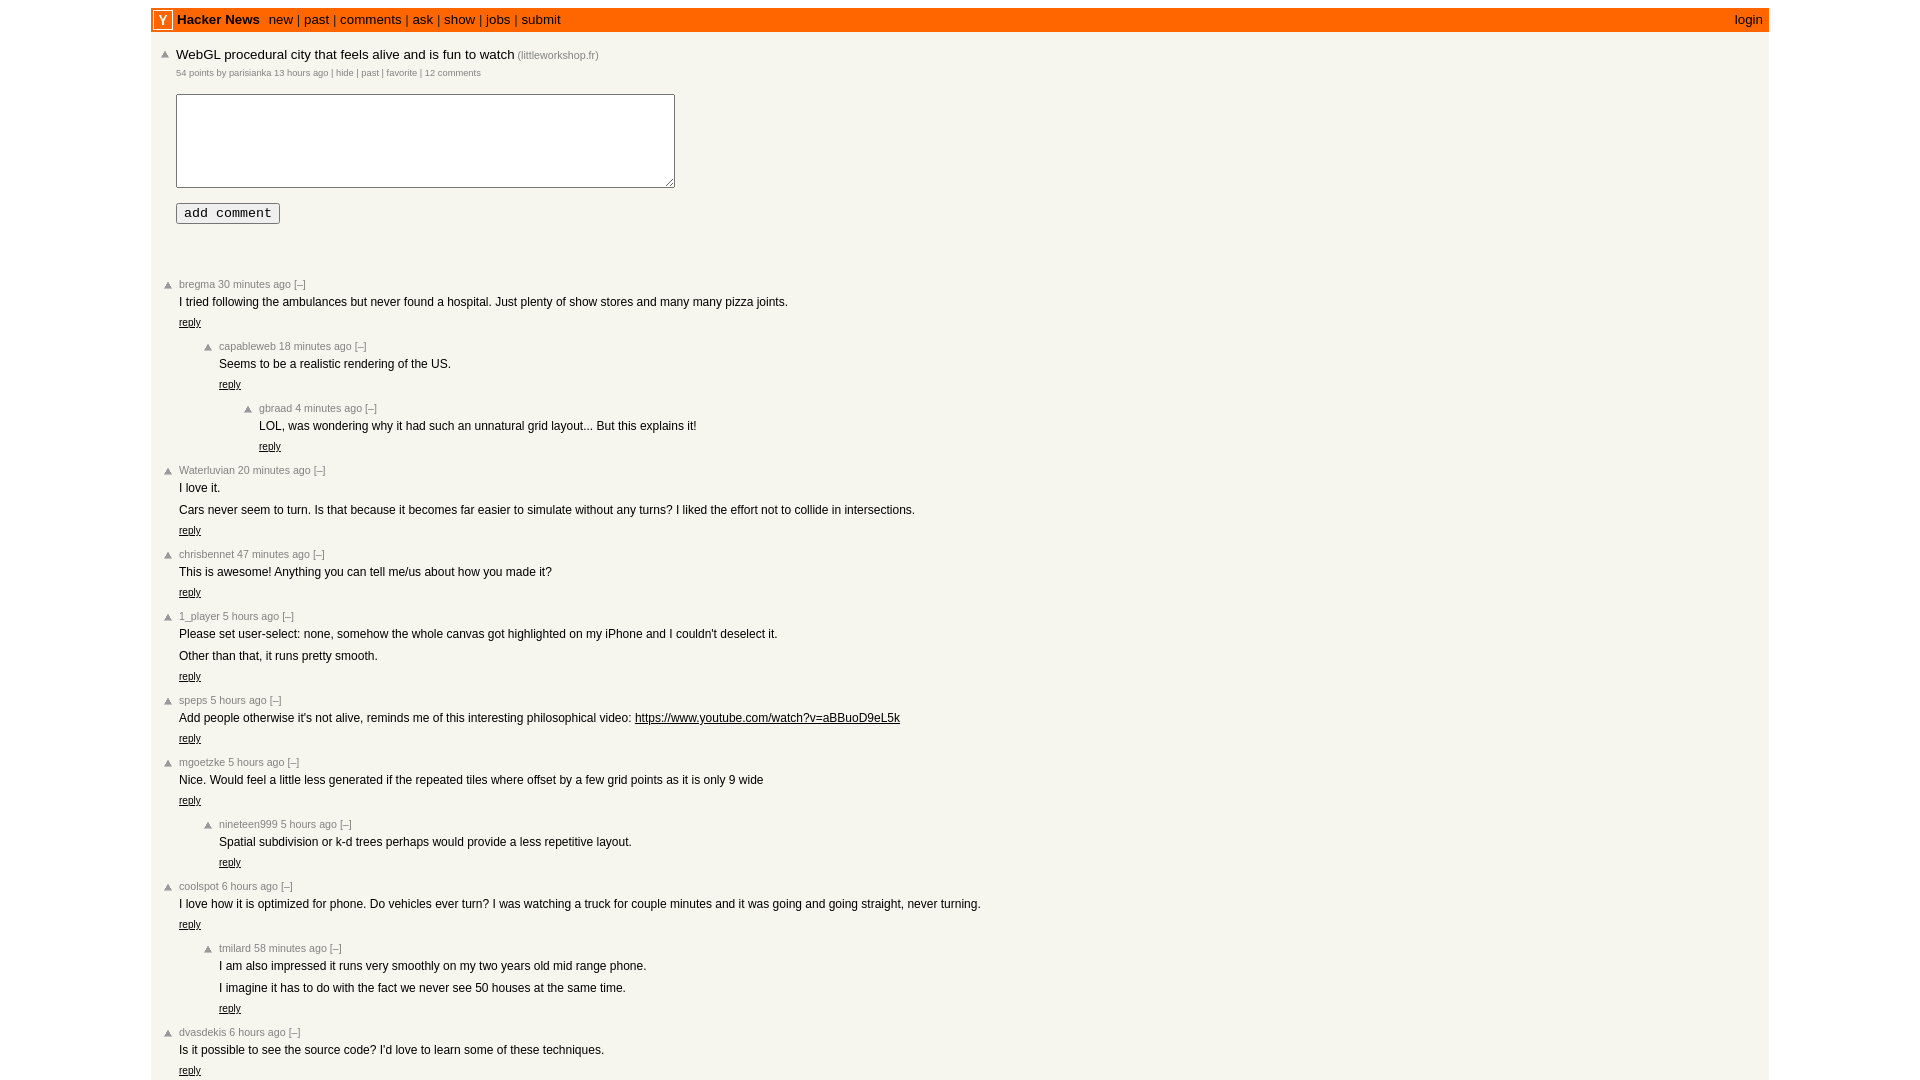 Y Hacker News new | past | comments | ask | show | jobs | submit login
WebGL procedural city that feels alive and is fun to watch (littleworkshop.fr)
54 points by parisianka 13 hours ago | hide | past | favorite | 12 comments
add comment
bregma 30 minutes ago [–]
I tried following the ambulances but never found a hospital. Just plenty of show stores and many many pizza joints.
reply
capableweb 18 minutes ago [–]
Seems to be a realistic rendering of the US.
reply
gbraad 4 minutes ago [–]
LOL, was wondering why it had such an unnatural grid layout... But this explains it!
reply
Waterluvian 20 minutes ago [–]
I love it.
Cars never seem to turn. Is that because it becomes far easier to simulate without any turns? I liked the effort not to collide in intersections.
reply
chrisbennet 47 minutes ago [–]
This is awesome! Anything you can tell me/us about how you made it?
reply
1_player 5 hours ago [–]
Please set user-select: none, somehow the whole canvas got highlighted on my iPhone and I couldn't deselect it.
Other than that, it runs pretty smooth.
reply
speps 5 hours ago [–]
Add people otherwise it's not alive, reminds me of this interesting philosophical video: https://www.youtube.com/watch?v=aBBuoD9eL5k
reply
mgoetzke 5 hours ago [–]
Nice. Would feel a little less generated if the repeated tiles where offset by a few grid points as it is only 9 wide
reply
nineteen999 5 hours ago [–]
Spatial subdivision or k-d trees perhaps would provide a less repetitive layout.
reply
coolspot 6 hours ago [–]
I love how it is optimized for phone. Do vehicles ever turn? I was watching a truck for couple minutes and it was going and going straight, never turning.
reply
tmilard 58 minutes ago [–]
I am also impressed it runs very smoothly on my two years old mid range phone.
I imagine it has to do with the fact we never see 50 houses at the same time.
reply
dvasdekis 6 hours ago [–]
Is it possible to see the source code? I'd love to learn some of these techniques.
reply